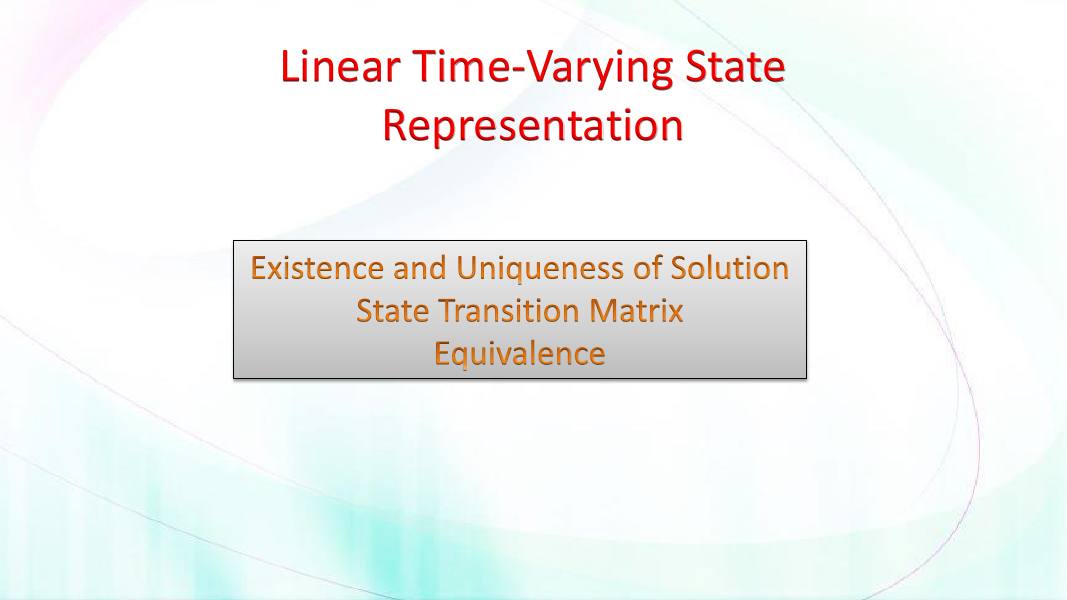 Linear Time-Varying State
Representation
Existence and Uniqueness of Solution
State Transition Matrix
Equivalence